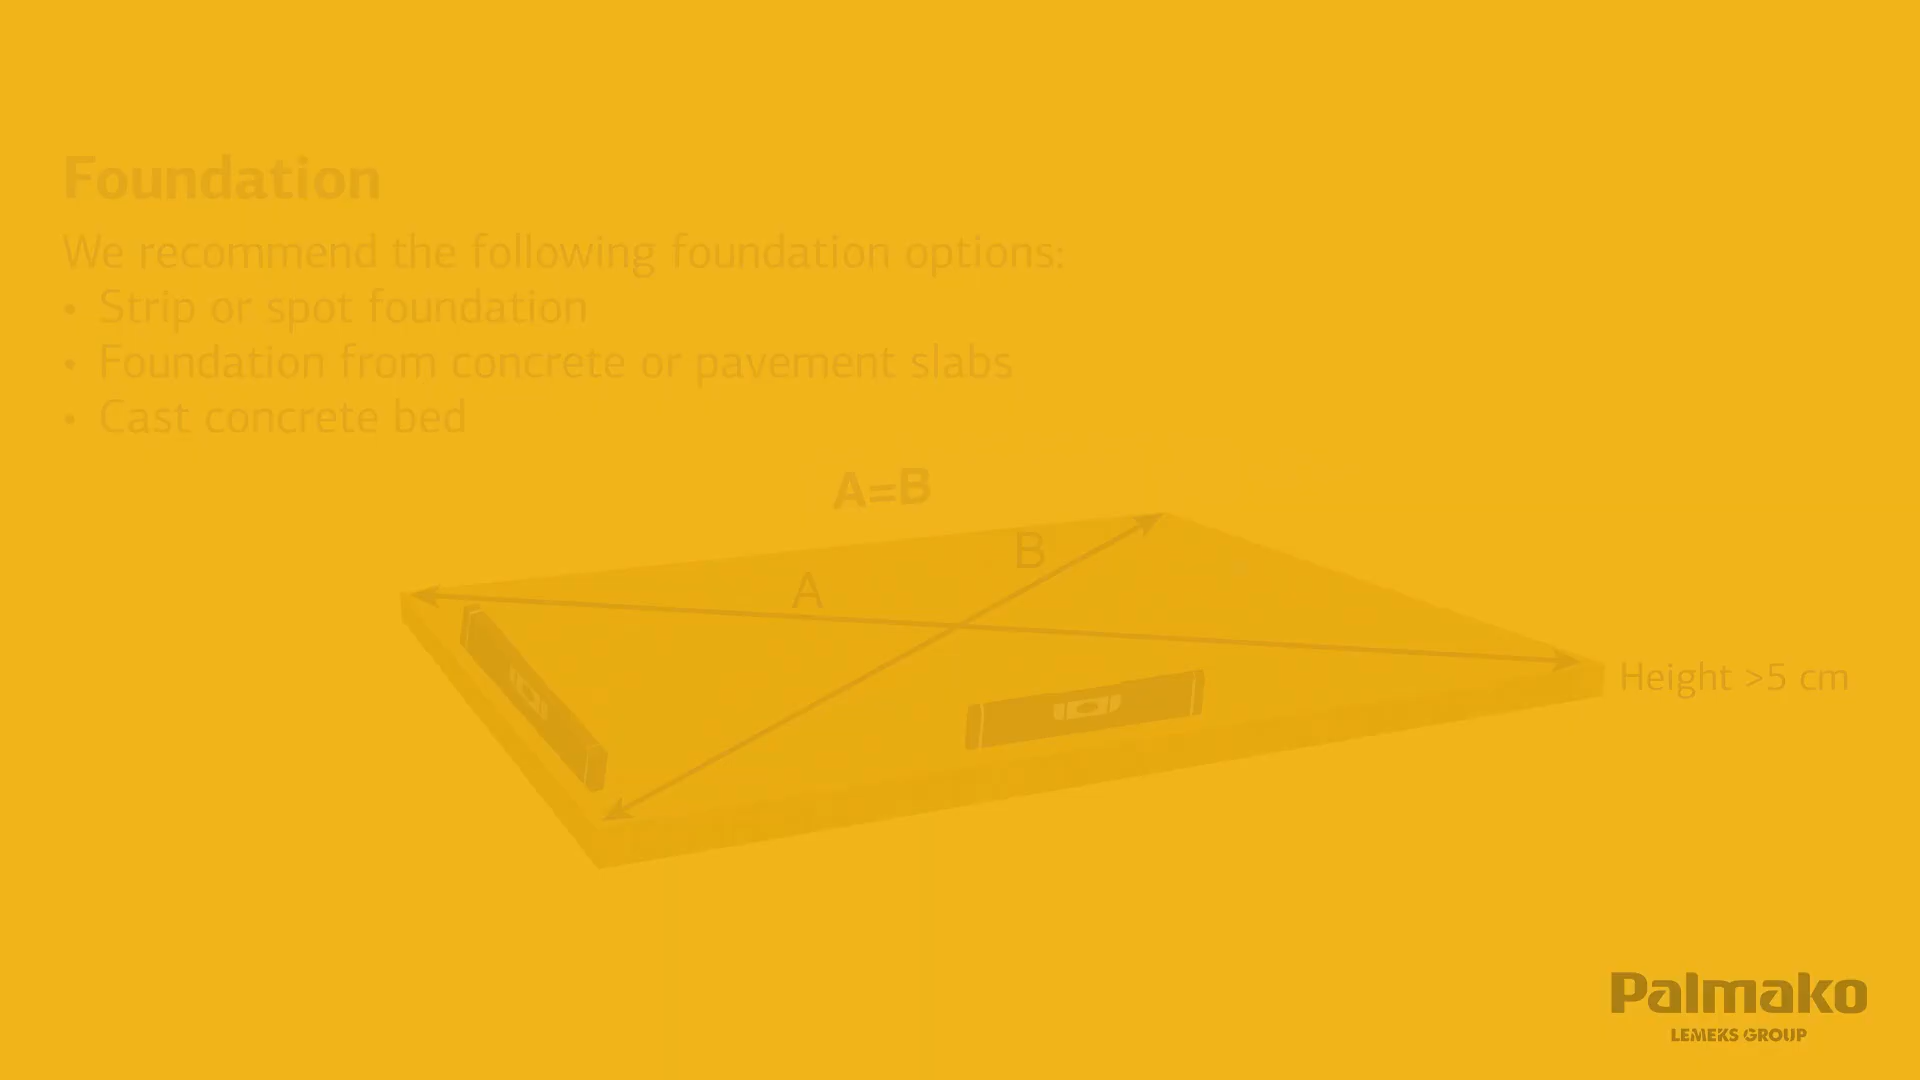 Foundation
We recommend the following foundation options:
• Strip or spot foundation
• Foundation from concrete or pavement slabs
• Cast concrete bed
A=B
B
A
Height >5 cm
Palmako
LEMEKS GROUP